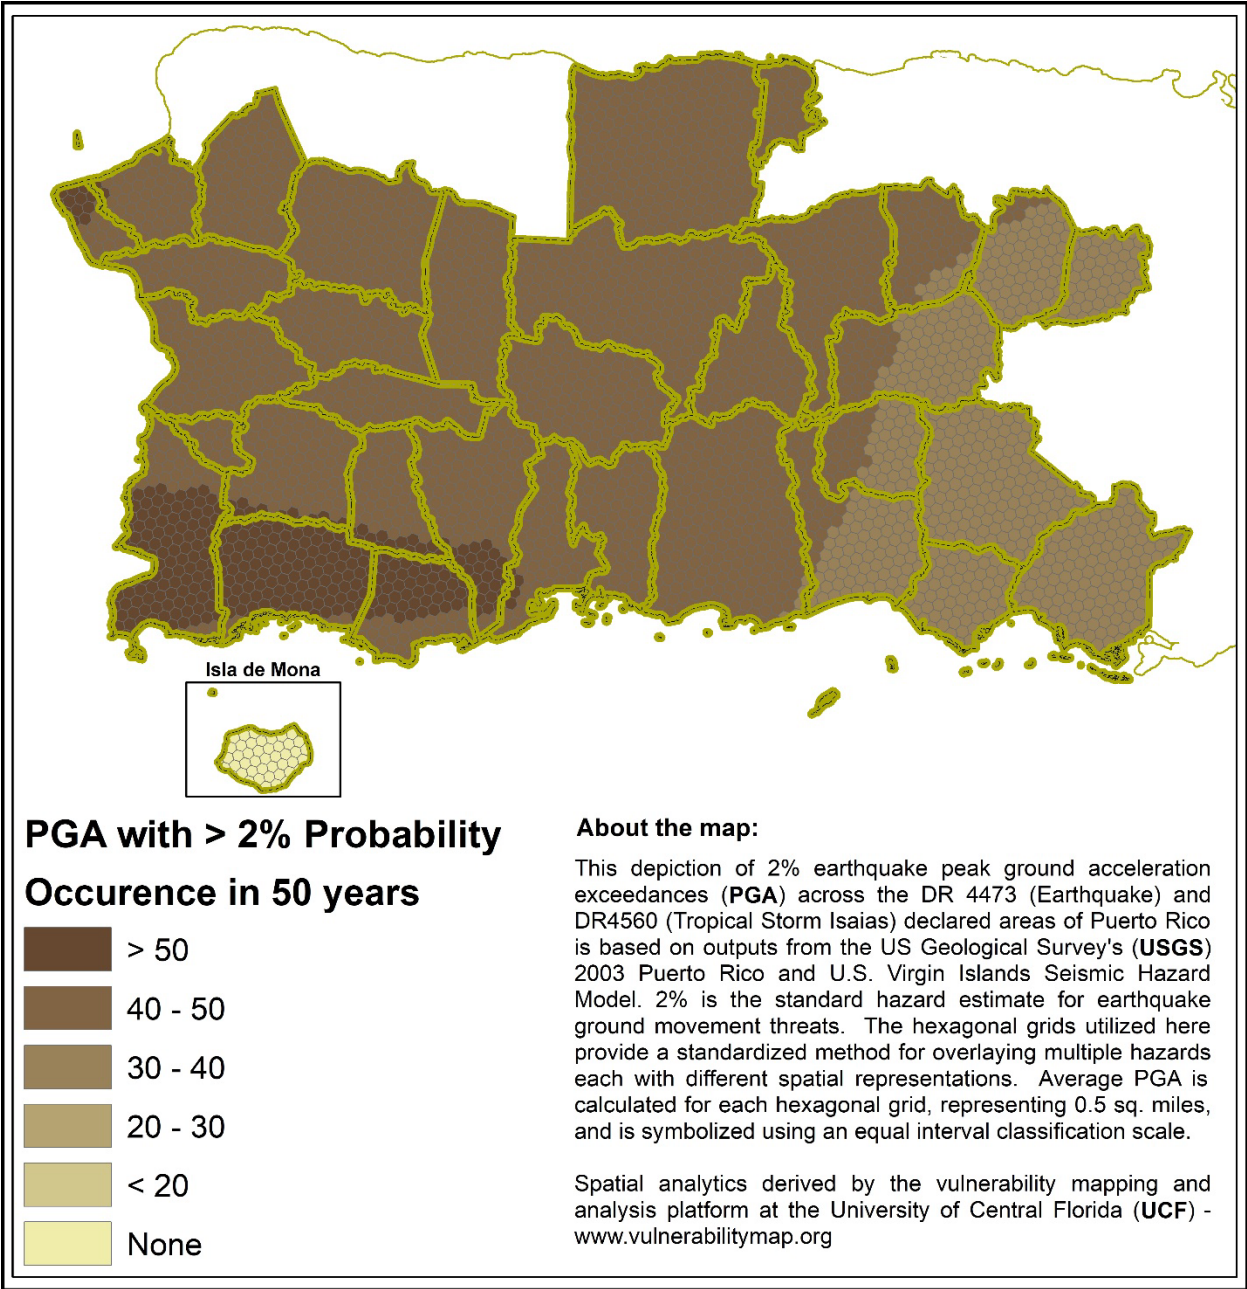 Isla de Mona
PGA with > 2% Probability
Occurence in 50 years
> 50
40 - 50
30 - 40
20 - 30
< 20
None
About the map:
This depiction of 2% earthquake peak ground acceleration
exceedances (PGA) across the DR 4473 (Earthquake) and
DR4560 (Tropical Storm Isaias) declared areas of Puerto Rico
is based on outputs from the US Geological Survey's (USGS)
2003 Puerto Rico and U.S. Virgin Islands Seismic Hazard
Model. 2% is the standard hazard estimate for earthquake
ground movement threats. The hexagonal grids utilized here
provide a standardized method for overlaying multiple hazards
each with different spatial representations. Average PGA is
calculated for each hexagonal grid, representing 0.5 sq. miles,
and is symbolized using an equal interval classification scale.
Spatial analytics derived by the vulnerability mapping and
analysis platform at the University of Central Florida (UCF) -
www.vulnerabilitymap.org